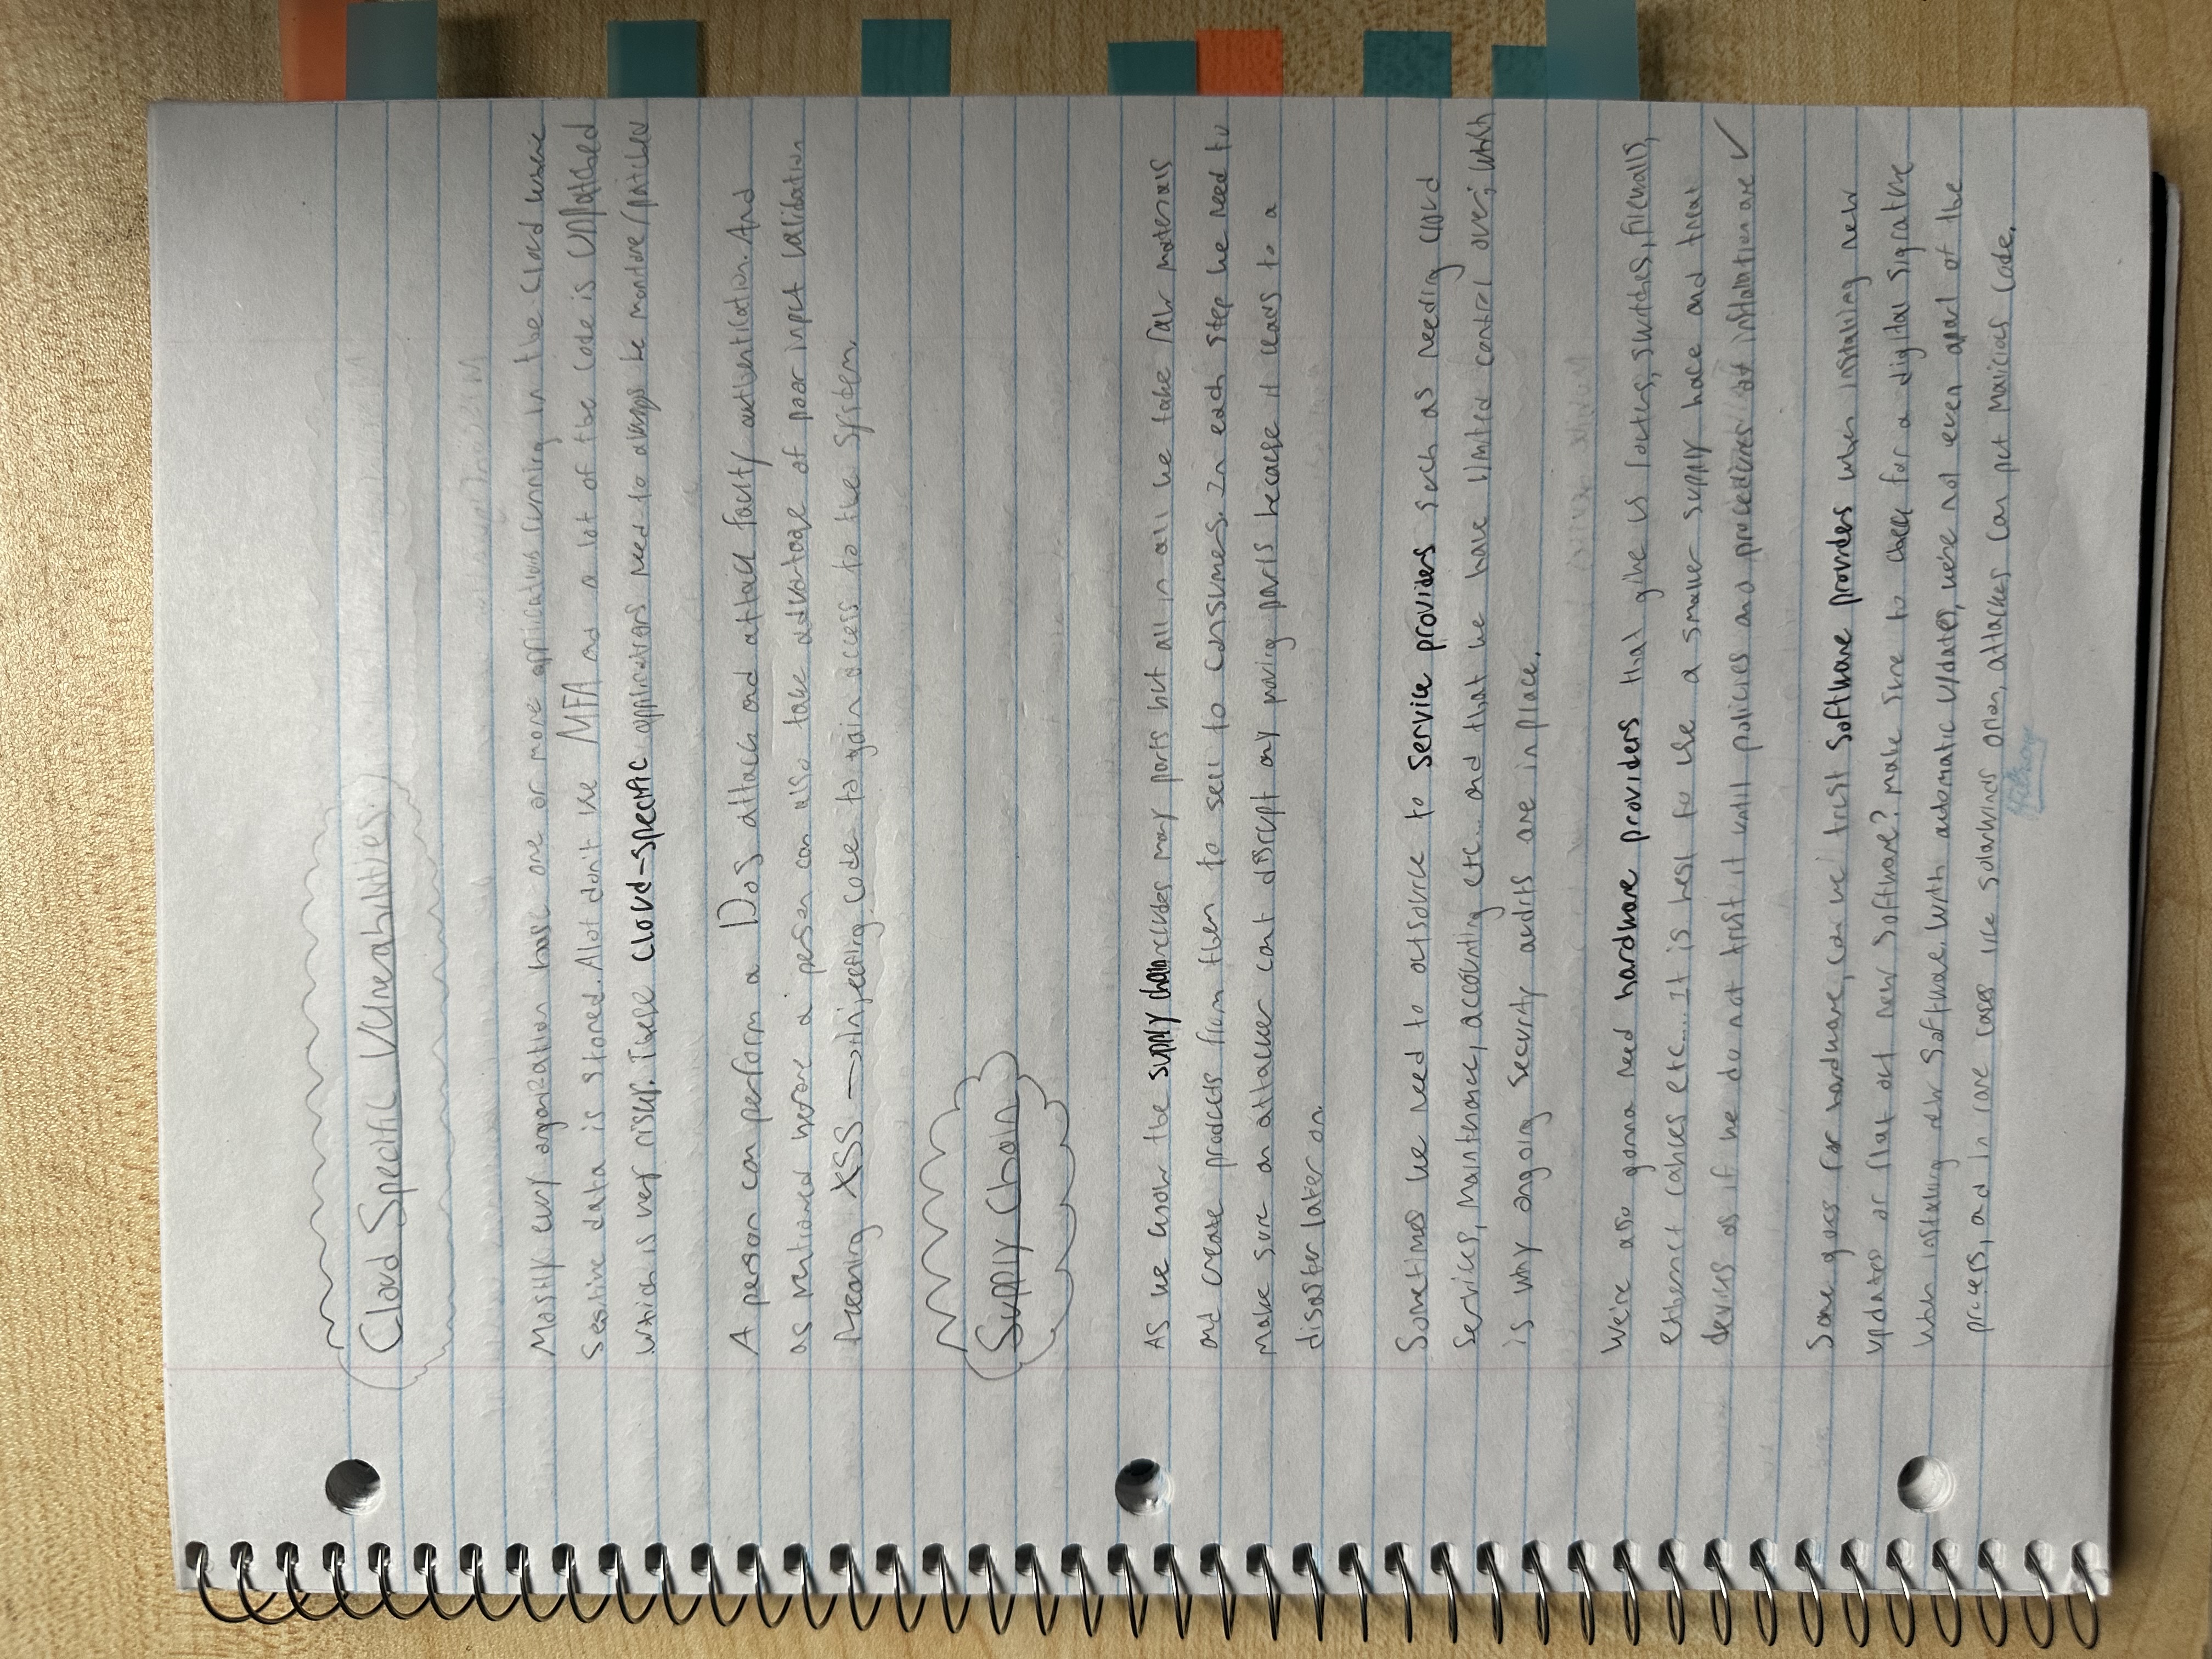 Cloud Specific Vulnerabilities
Mostly every organization has one or more applications running in the cloud where
Sesitive data is stored. Alot don't use MFA and a lot of the code is unpatched
which is very risky. These cloud-specific applications need to always be monitore/patched
A person can perform a DoS attack and attack faulty authentication. And
as mentioned before a person can also take advantage of poor input validation
Meaning XSS → injecting code to gain access to the system.
Supply Chain
As we know the supply chain includes many parts but all in all we take raw materials
and create products from them to sell to consumers. In each step we need to
make sure an attacker cant disrupt any moving parts because it leads to a
disaster later on.
Sometimes we need to outsource to service providers such as needing cloud
services, maintenance, accounting etc... and that we have limited control over; which
is why ongoing security audits are in place.
We're also gonna need hardware providers that give us routers, switches, firewalls,
ethernet cables etc.... It is best to use a smaller supply and treat
devices as if we do not trust it until policies and procedures of installation are ✓
Same goes for hardware, can we trust software providers when installing new
updates or flat out new software? make sure to check for a digital signature
when installing new software. With automatic updates, we're not even apart of the
process, and in rare cases like solarwinds orion, attackers can put malicious code.